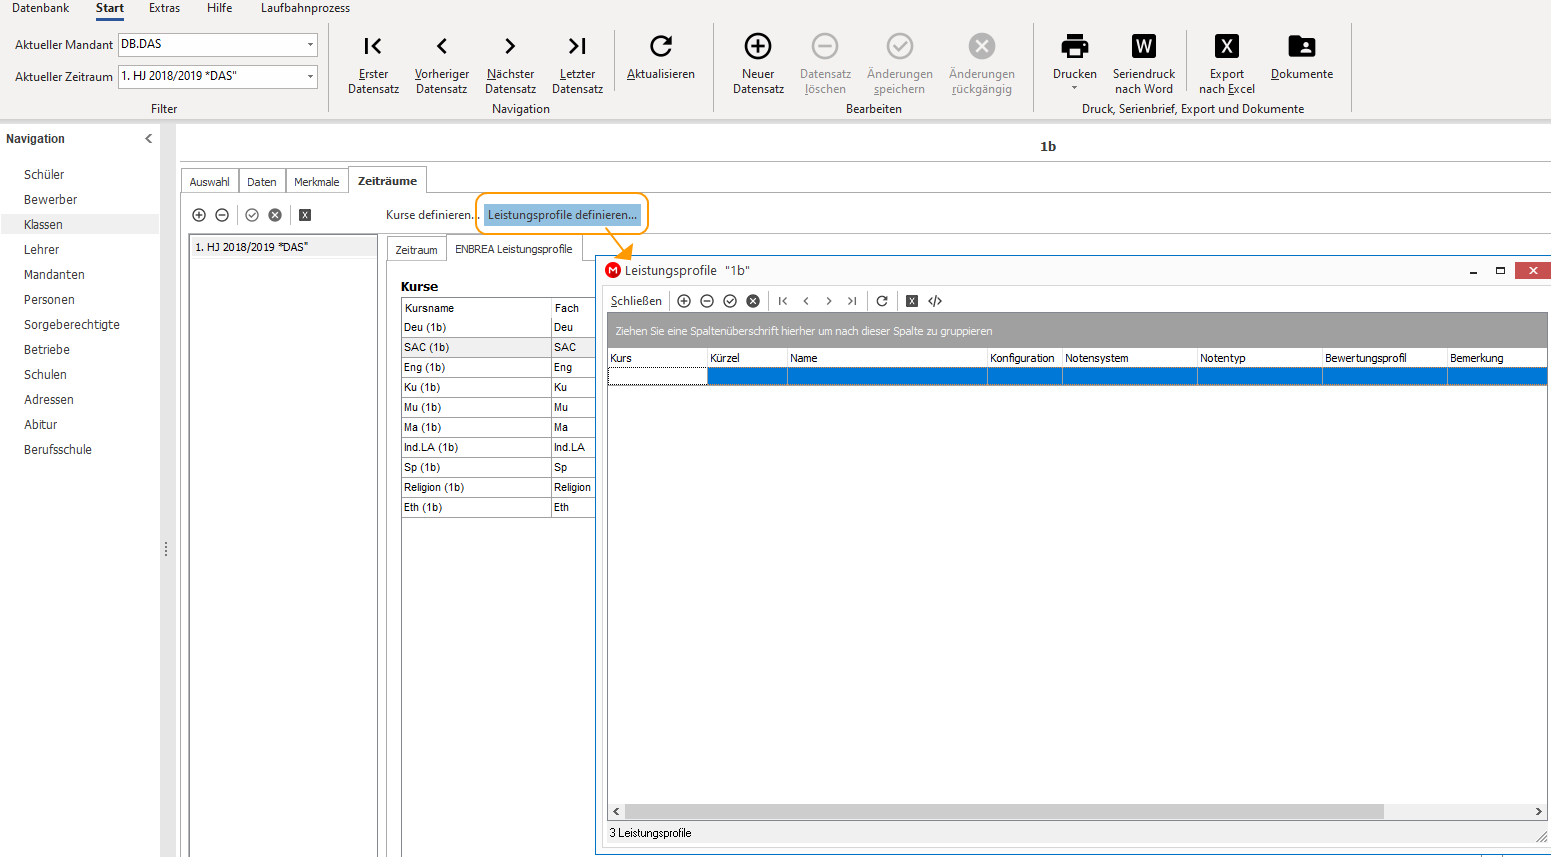 Datenbank Start Extras Hilfe Laufbahnprozess
Aktueller Mandant DB.DAS
Aktueller Zeitraum 1. HJ 2018/2019 *DAS"
Filter
Erster Datensatz
Vorheriger Datensatz
Nächster Datensatz
Letzter Datensatz
Aktualisieren
Navigation
Neuer Datensatz
Datensatz löschen
Änderungen speichern
Änderungen rückgängig
Bearbeiten
Drucken
W
Seriendruck nach Word
X
Export nach Excel
Dokumente
Druck, Serienbrief, Export und Dokumente
Navigation
Schüler
Bewerber
Klassen
Lehrer
Mandanten
Personen
Sorgeberechtigte
Betriebe
Schulen
Adressen
Abitur
Berufsschule
1b
Auswahl Daten Merkmale Zeiträume
X Kurse definieren... Leistungsprofile definieren...
1. HJ 2018/2019 *DAS"
Zeitraum ENBREA Leistungsprofile
Kurse
Kursname Fach
Deu (1b) Deu
SAC (1b) SAC
Eng (1b) Eng
Ku (1b) Ku
Mu (1b) Mu
Ma (1b) Ma
Ind.LA (1b) Ind.LA
Sp (1b) Sp
Religion (1b) Religion
Eth (1b) Eth
M Leistungsprofile "1b"
Schließen X
Ziehen Sie eine Spaltenüberschrift hierher um nach dieser Spalte zu gruppieren
Kurs Kürzel Name Konfiguration Notensystem Notentyp Bewertungsprofil Bemerkung
3 Leistungsprofile